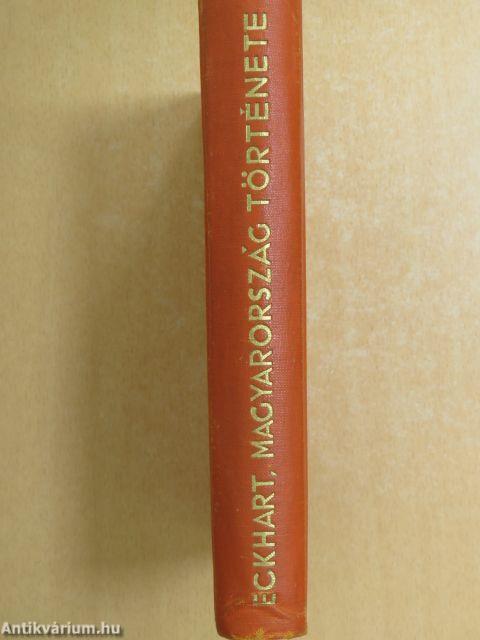 ECKHART, MAGYARORSZÁG TÖRTÉNETE
Antikvárium.hu